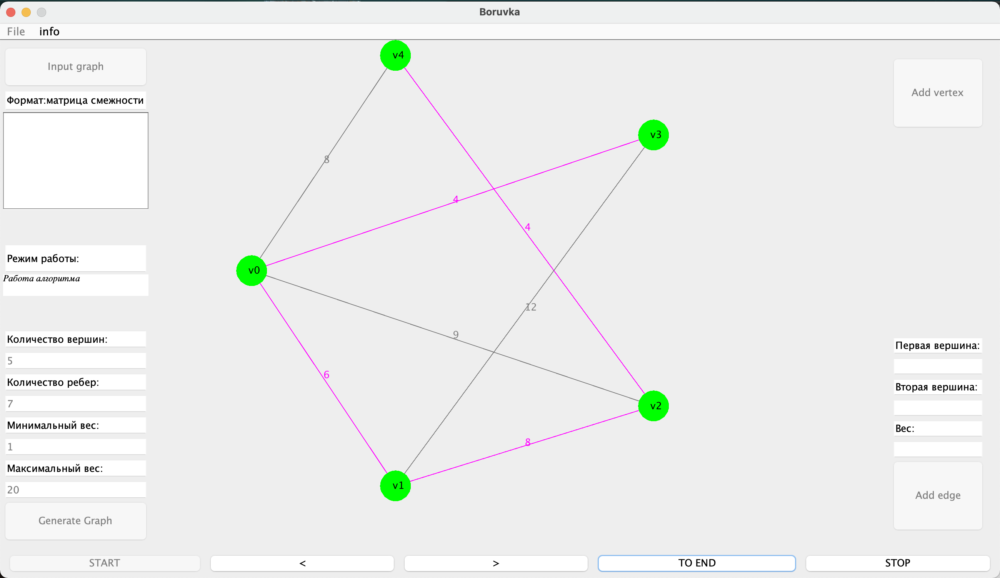 Boruvka
File info
Input graph
Формат:матрица смежности
Режим работы:
Работа алгоритма
Количество вершин:
5
Количество ребер:
7
Минимальный вес:
1
Максимальный вес:
20
Generate Graph
v4
v3
8
4
4
v0
12
9
6
v2
8
v1
Add vertex
Первая вершина:
Вторая вершина:
Вес:
Add edge
START < > TO END STOP